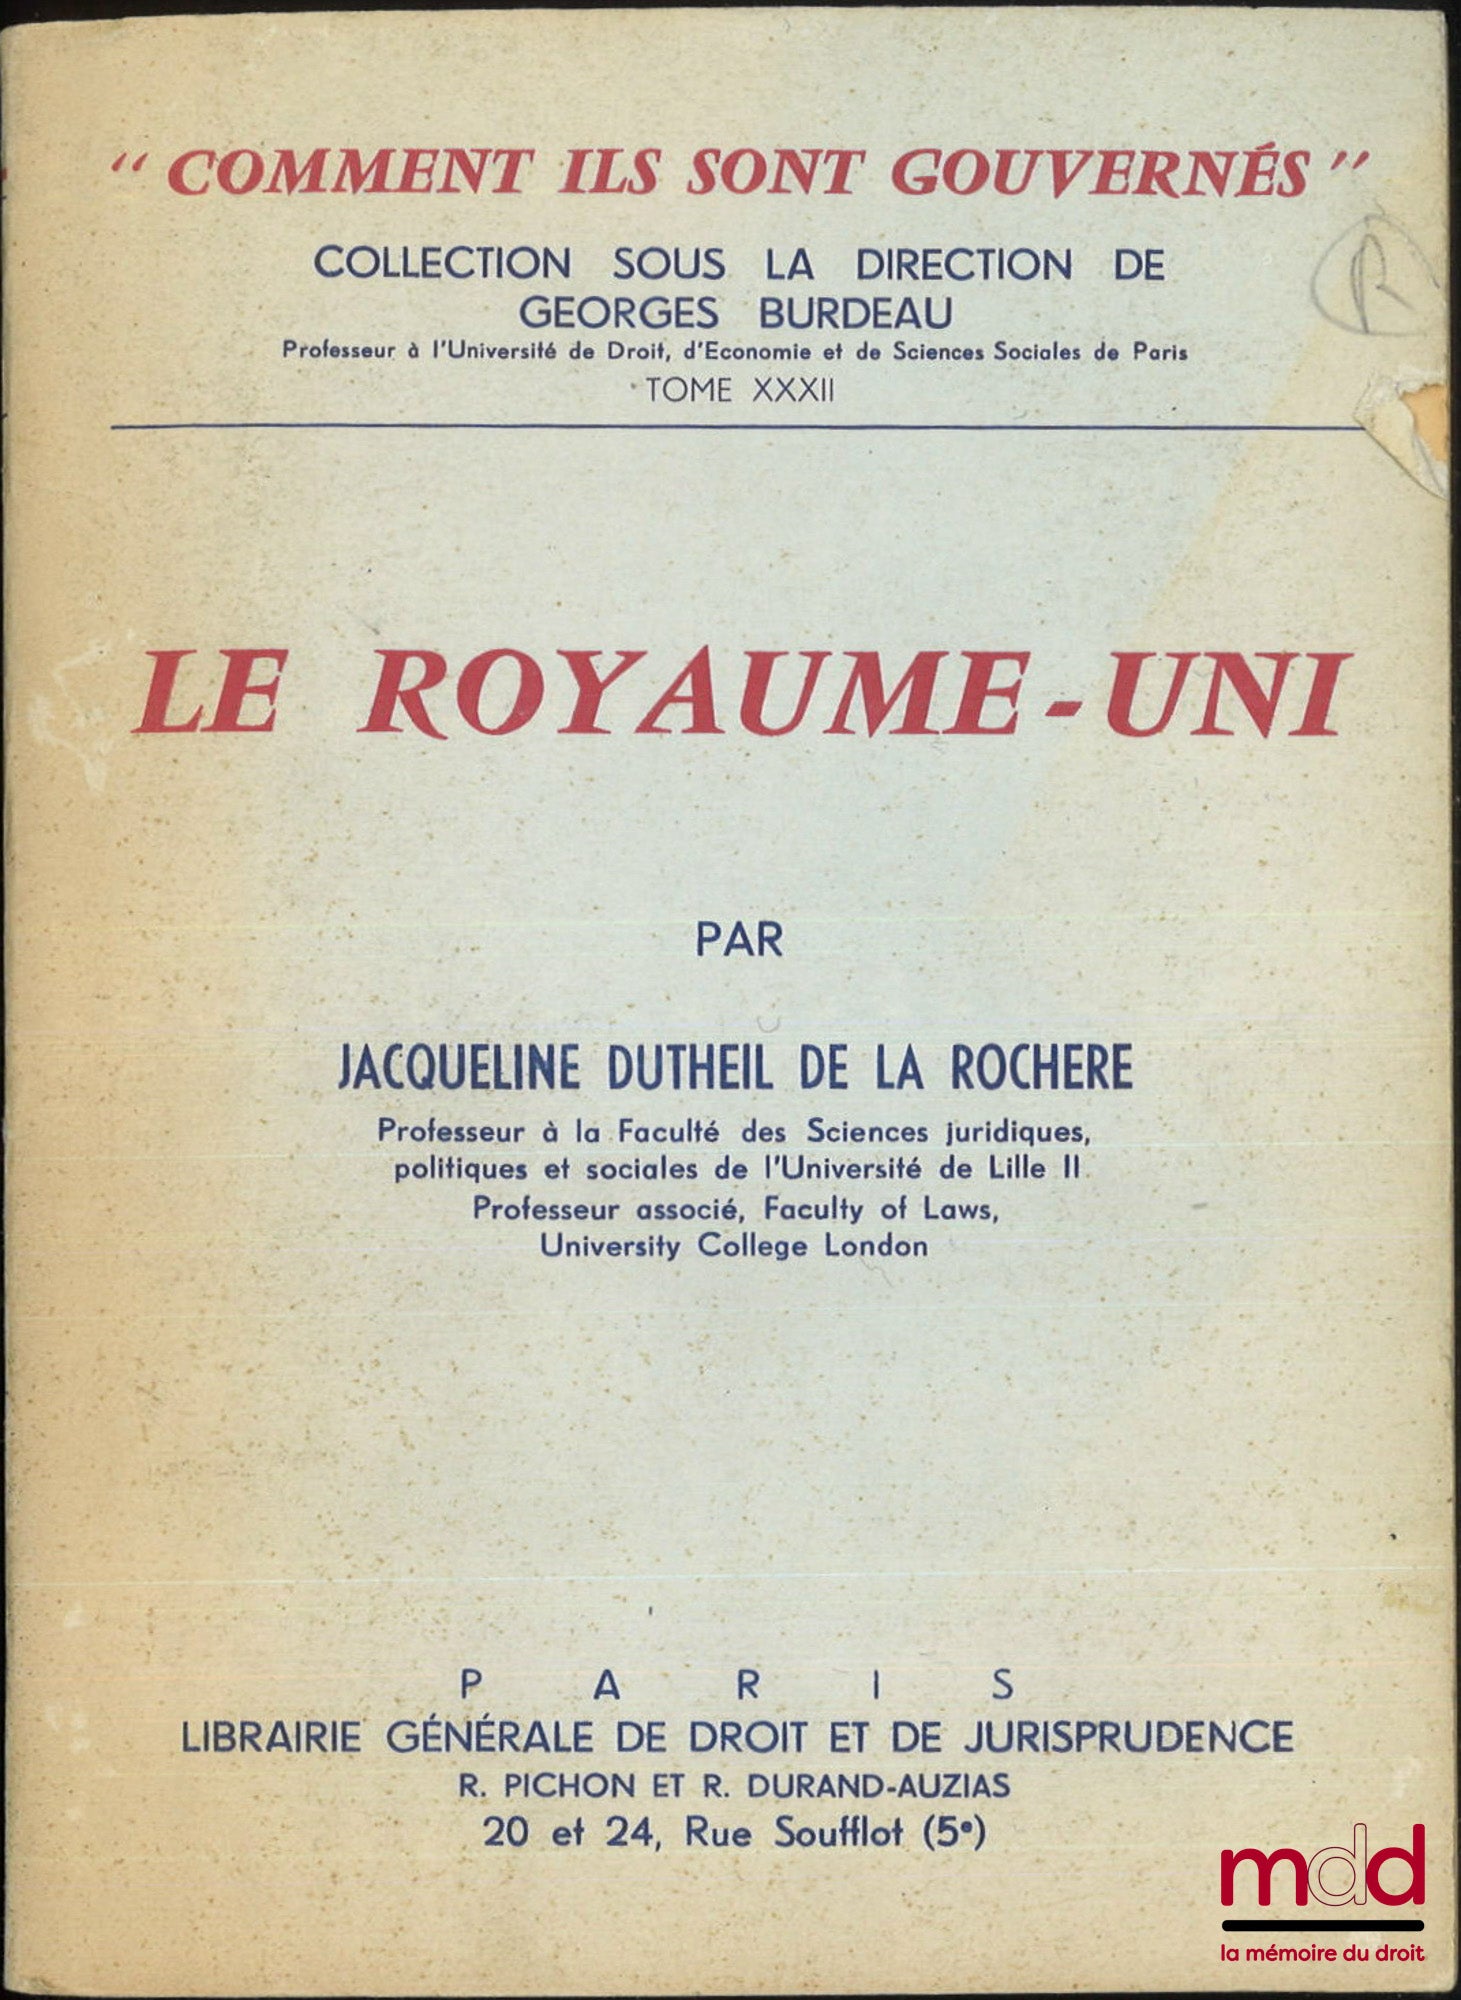 “ COMMENT ILS SONT GOUVERNÉS ”
COLLECTION SOUS LA DIRECTION DE
GEORGES BURDEAU
Professeur à l'Université de Droit, d'Economie et de Sciences Sociales de Paris
TOME XXXII
R
LE ROYAUME-UNI
PAR
JACQUELINE DUTHEIL DE LA ROCHERE
Professeur à la Faculté des Sciences juridiques,
politiques et sociales de l'Université de Lille II
Professeur associé, Faculty of Laws,
University College London
PARIS
LIBRAIRIE GÉNÉRALE DE DROIT ET DE JURISPRUDENCE
R. PICHON ET R. DURAND-AUZIAS
20 et 24, Rue Soufflot (5e)
mdd
la mémoire du droit